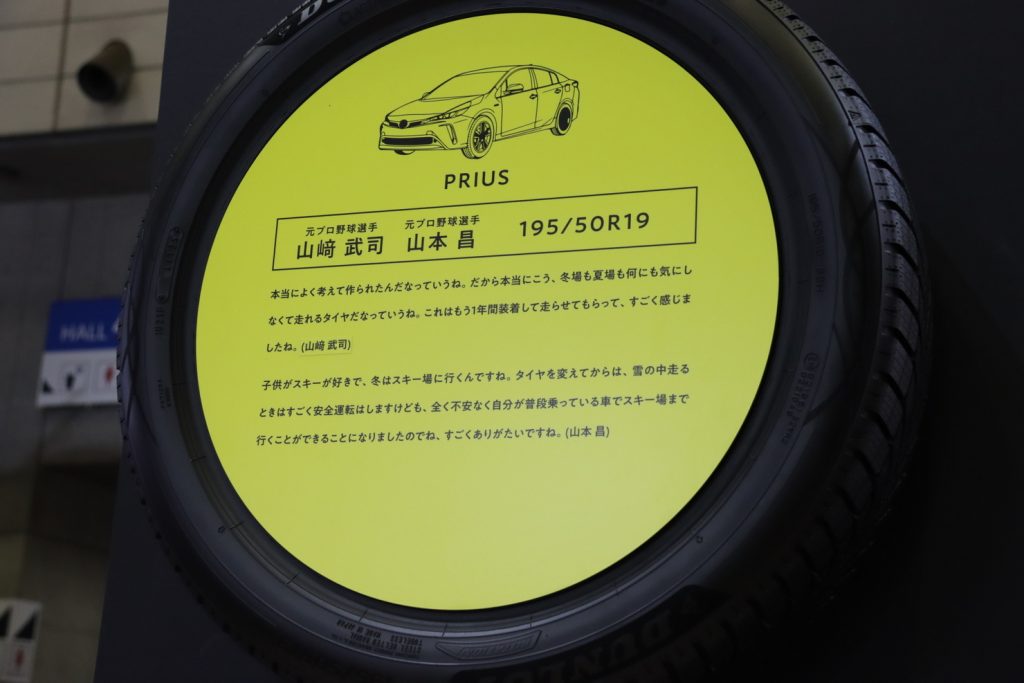 PRIUS
元プロ野球選手 元プロ野球選手
山﨑 武司 山本 昌 195/50R19
本当によく考えて作られたんだなっていうね。だから本当にこう、冬場も夏場も何にも気にし
なくて走れるタイヤだなっていうね。これはもう1年間装着して走らせてもらって、すごく感じま
したね。(山﨑 武司)
子供がスキーが好きで、冬はスキー場に行くんですね。タイヤを変えてからは、雪の中走る
ときはすごく安全運転はしますけども、全く不安なく自分が普段乗っている車でスキー場まで
行くことができることになりましたのでね、すごくありがたいですね。(山本 昌)
HALL
STEEL BELTED RADIAL
TUBELESS
MADE IN JAPAN
DUNLOP